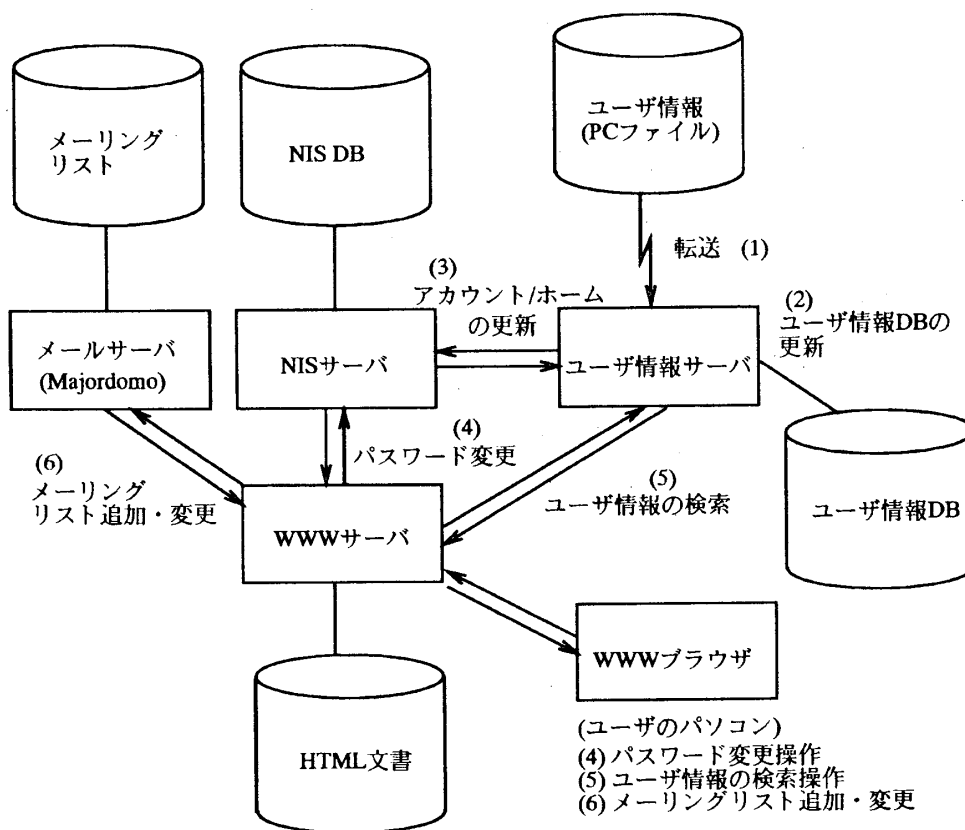 メーリング
リスト
NIS DB
ユーザ情報
(PCファイル)
転送 (1)
(3)
アカウント/ホーム
の更新
(2)
ユーザ情報DBの
更新
メールサーバ
(Majordomo)
NISサーバ
ユーザ情報サーバ
(4)
パスワード変更
(6)
メーリング
リスト追加・変更
(5)
ユーザ情報の検索
WWWサーバ
ユーザ情報DB
WWWブラウザ
HTML文書
(ユーザのパソコン)
(4) パスワード変更操作
(5) ユーザ情報の検索操作
(6) メーリングリスト追加・変更